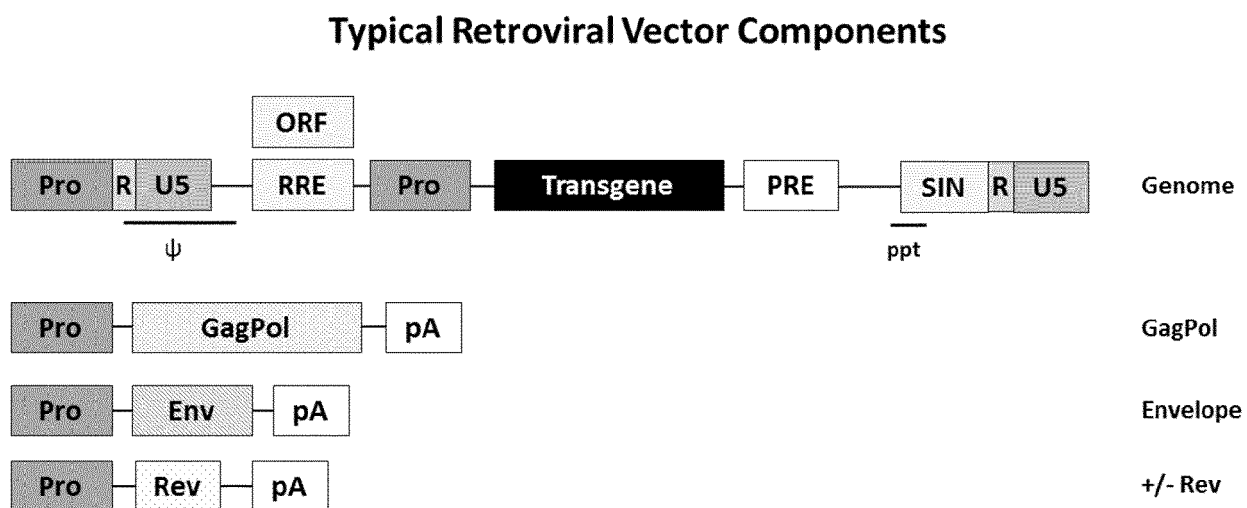 Typical Retroviral Vector Components
ORF
Pro R U5 RRE Pro Transgene PRE SIN R U5 Genome
ψ ppt
Pro GagPol pA GagPol
Pro Env pA Envelope
Pro Rev pA +/- Rev